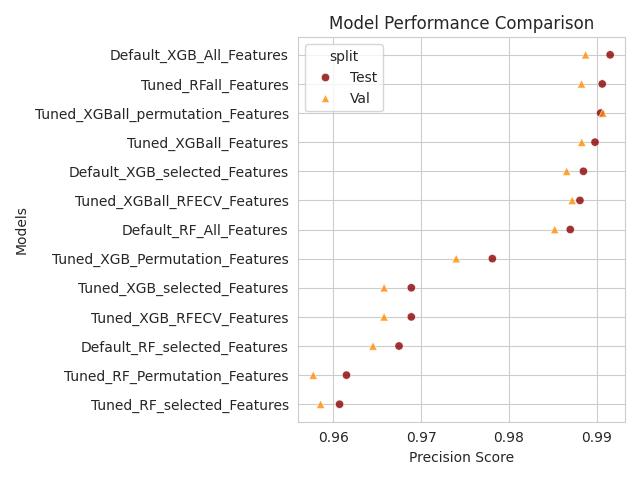 Model Performance Comparison
split
Test
Val
Models
Default_XGB_All_Features
Tuned_RFall_Features
Tuned_XGBall_permutation_Features
Tuned_XGBall_Features
Default_XGB_selected_Features
Tuned_XGBall_RFECV_Features
Default_RF_All_Features
Tuned_XGB_Permutation_Features
Tuned_XGB_selected_Features
Tuned_XGB_RFECV_Features
Default_RF_selected_Features
Tuned_RF_Permutation_Features
Tuned_RF_selected_Features
0.96 0.97 0.98 0.99
Precision Score